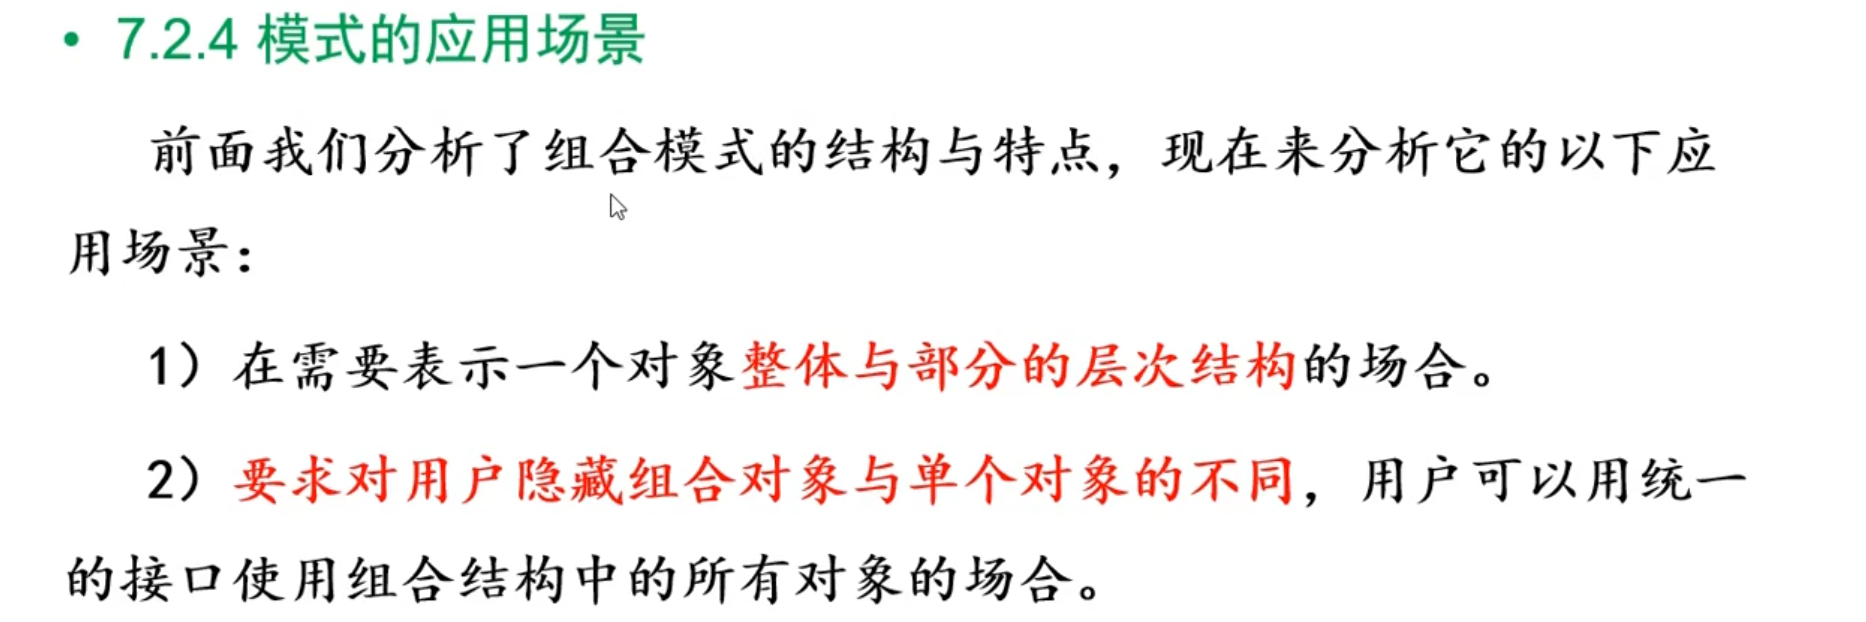 • 7.2.4 模式的应用场景
前面我们分析了组合模式的结构与特点，现在来分析它的以下应
用场景：
1）在需要表示一个对象整体与部分的层次结构的场合。
2）要求对用户隐藏组合对象与单个对象的不同，用户可以用统一
的接口使用组合结构中的所有对象的场合。